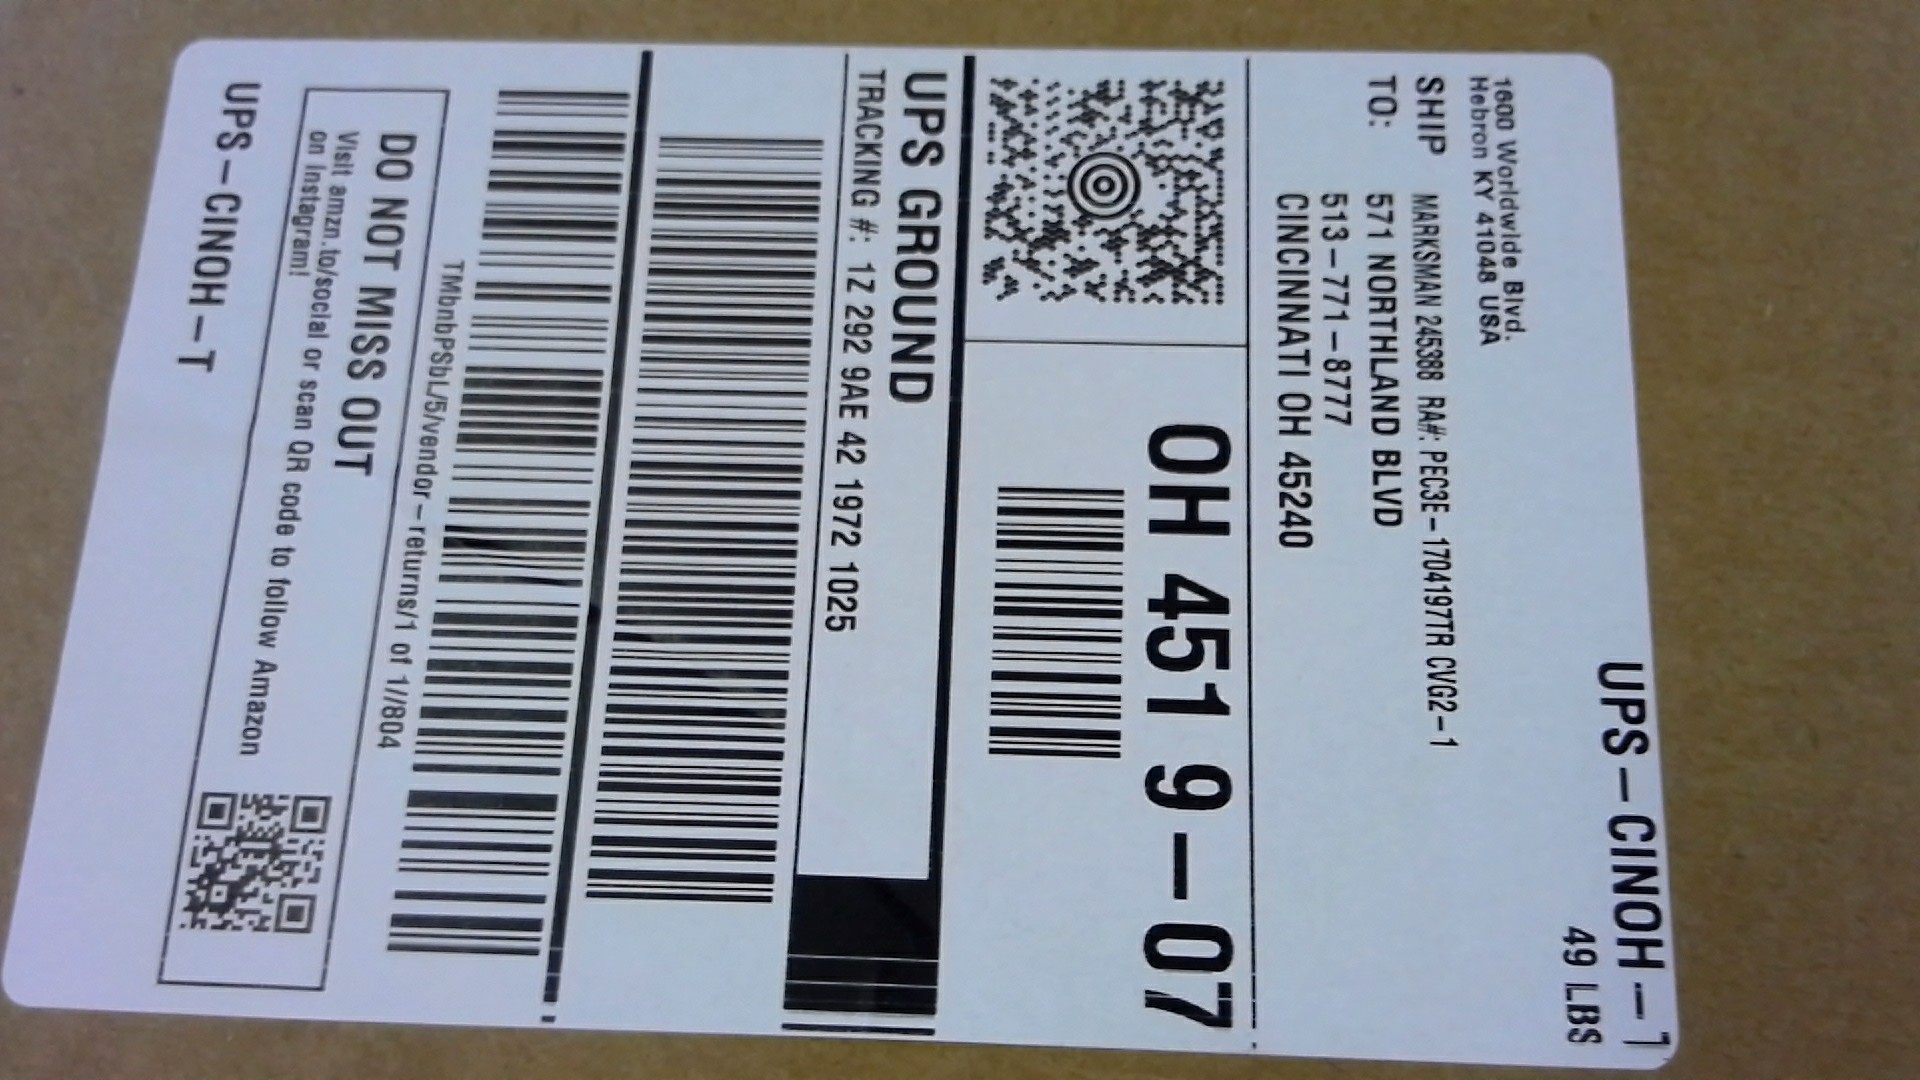 UPS-CINOH-1
49 LBS
1600 Worldwide Blvd.
Hebron KY 41048 USA
SHIP MARKSMAN 245388 RA#: PEC3E-1704197TR CVG2-1
TO: 571 NORTHLAND BLVD
513-771-8777
CINCINNATI OH 45240
OH 451 9-07
UPS GROUND
TRACKING #: 1Z 292 9AE 42 1972 1025
TMbnbPSbL/5/vendor-returns/1 of 1//804
DO NOT MISS OUT
Visit amzn.to/social or scan QR code to follow Amazon
on Instagram!
UPS-CINOH-T